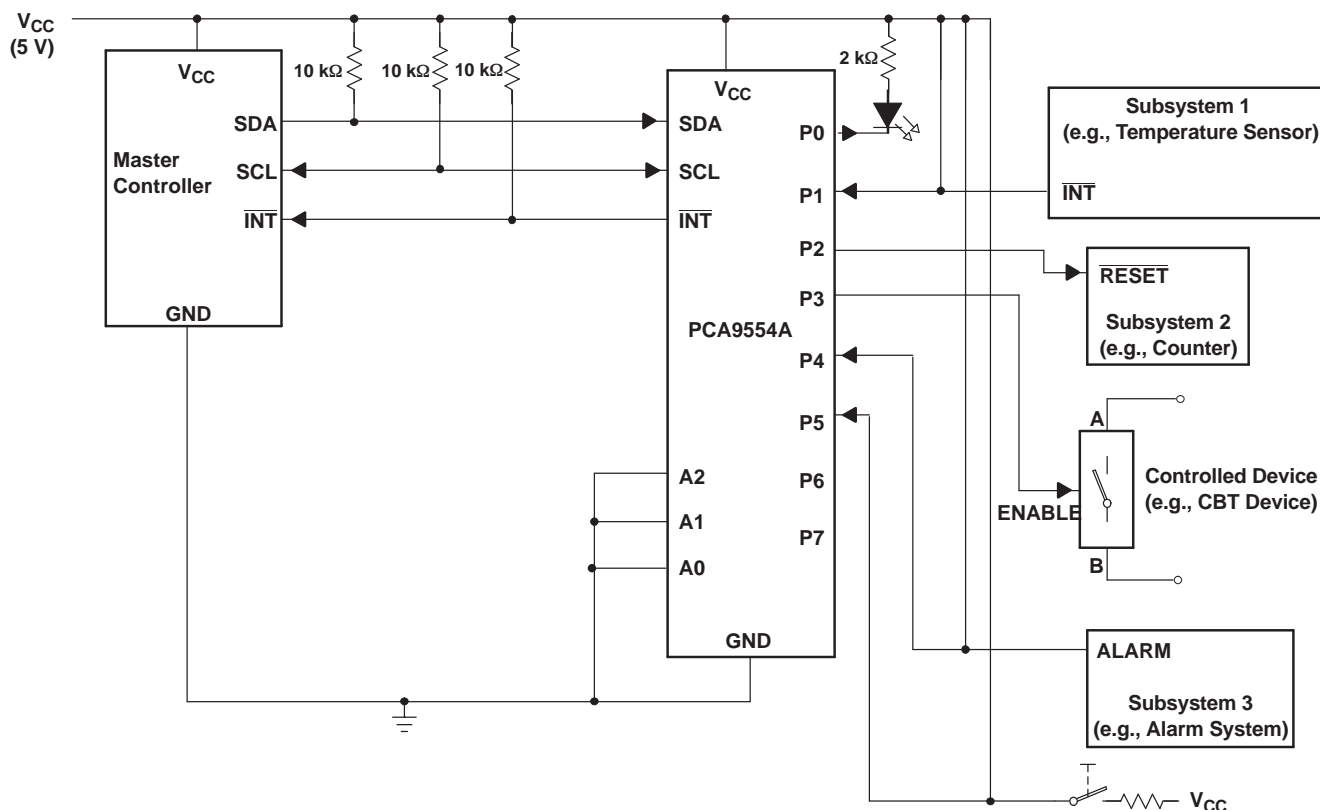 VCC
(5 V)
VCC
10 kΩ
10 kΩ
10 kΩ
2 kΩ
VCC
SDA
SCL
INT
Master
Controller
GND
SDA
SCL
INT
PCA9554A
A2
A1
A0
GND
P0
P1
P2
P3
P4
P5
P6
P7
Subsystem 1
(e.g., Temperature Sensor)
INT
RESET
Subsystem 2
(e.g., Counter)
A
ENABLE
B
Controlled Device
(e.g., CBT Device)
ALARM
Subsystem 3
(e.g., Alarm System)
VCC